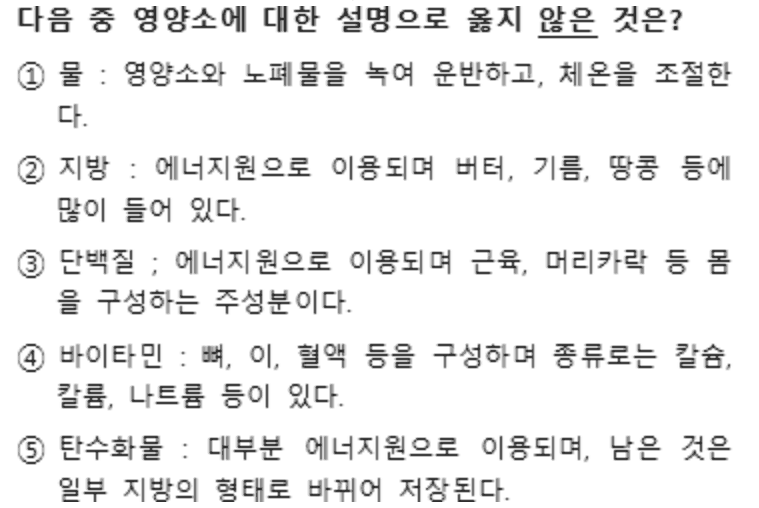 다음 중 영양소에 대한 설명으로 옳지 않은 것은?
① 물 : 영양소와 노폐물을 녹여 운반하고, 체온을 조절한
다.
② 지방 : 에너지원으로 이용되며 버터, 기름, 땅콩 등에
많이 들어 있다.
③ 단백질 ; 에너지원으로 이용되며 근육, 머리카락 등 몸
을 구성하는 주성분이다.
④ 바이타민 : 뼈, 이, 혈액 등을 구성하며 종류로는 칼슘,
칼륨, 나트륨 등이 있다.
⑤ 탄수화물 : 대부분 에너지원으로 이용되며, 남은 것은
일부 지방의 형태로 바뀌어 저장된다.